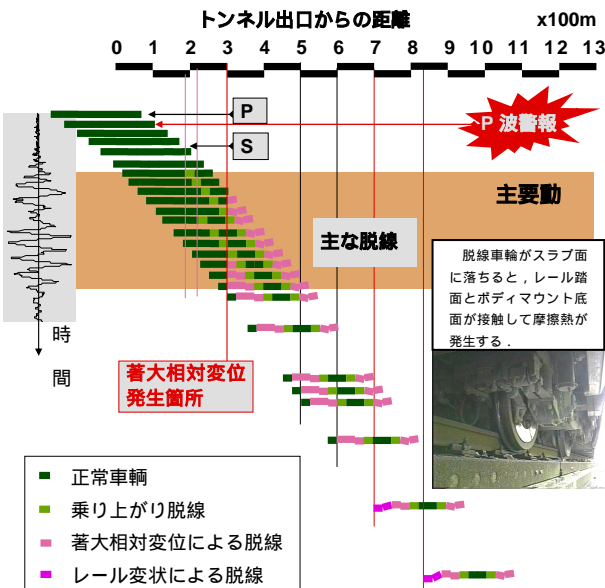 トンネル出口からの距離
x100m
0 1 2 3 4 5 6 7 8 9 10 11 12 13
P
P 波警報
S
主要動
主な脱線
脱線車輪がスラブ面
に落ちると，レール踏
面とボディマウント底
面が接触して摩擦熱が
発生する．
時
間
著大相対変位
発生箇所
正常車輌
乗り上がり脱線
著大相対変位による脱線
レール変状による脱線